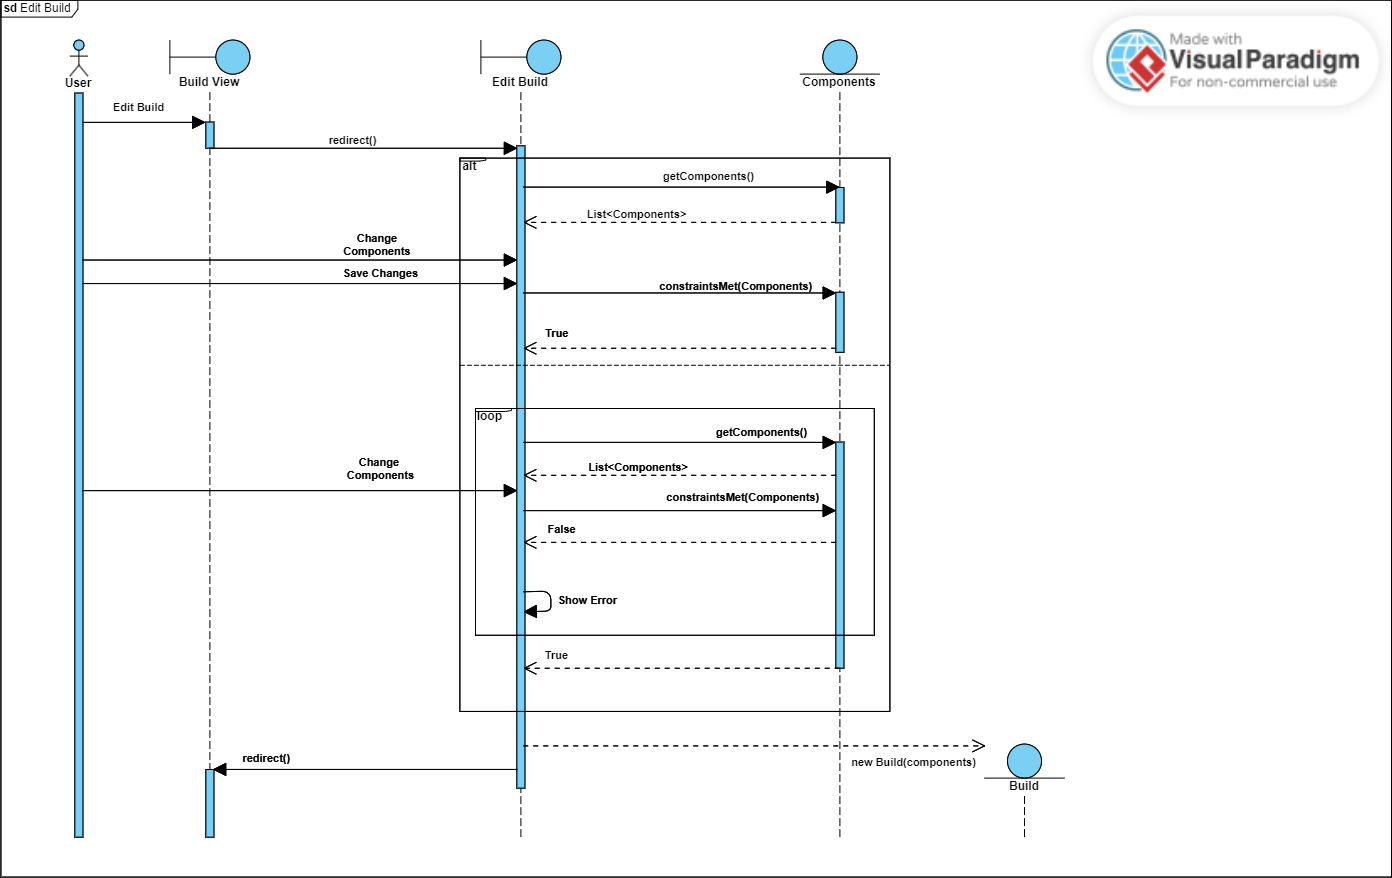 sd Edit Build
Made with
Visual Paradigm
For non-commercial use
User
Build View
Edit Build
Components
Edit Build
redirect()
alt
getComponents()
List<Components>
Change
Components
Save Changes
constraintsMet(Components)
True
loop
getComponents()
Change
Components
List<Components>
constraintsMet(Components)
False
Show Error
True
redirect()
new Build(components)
Build